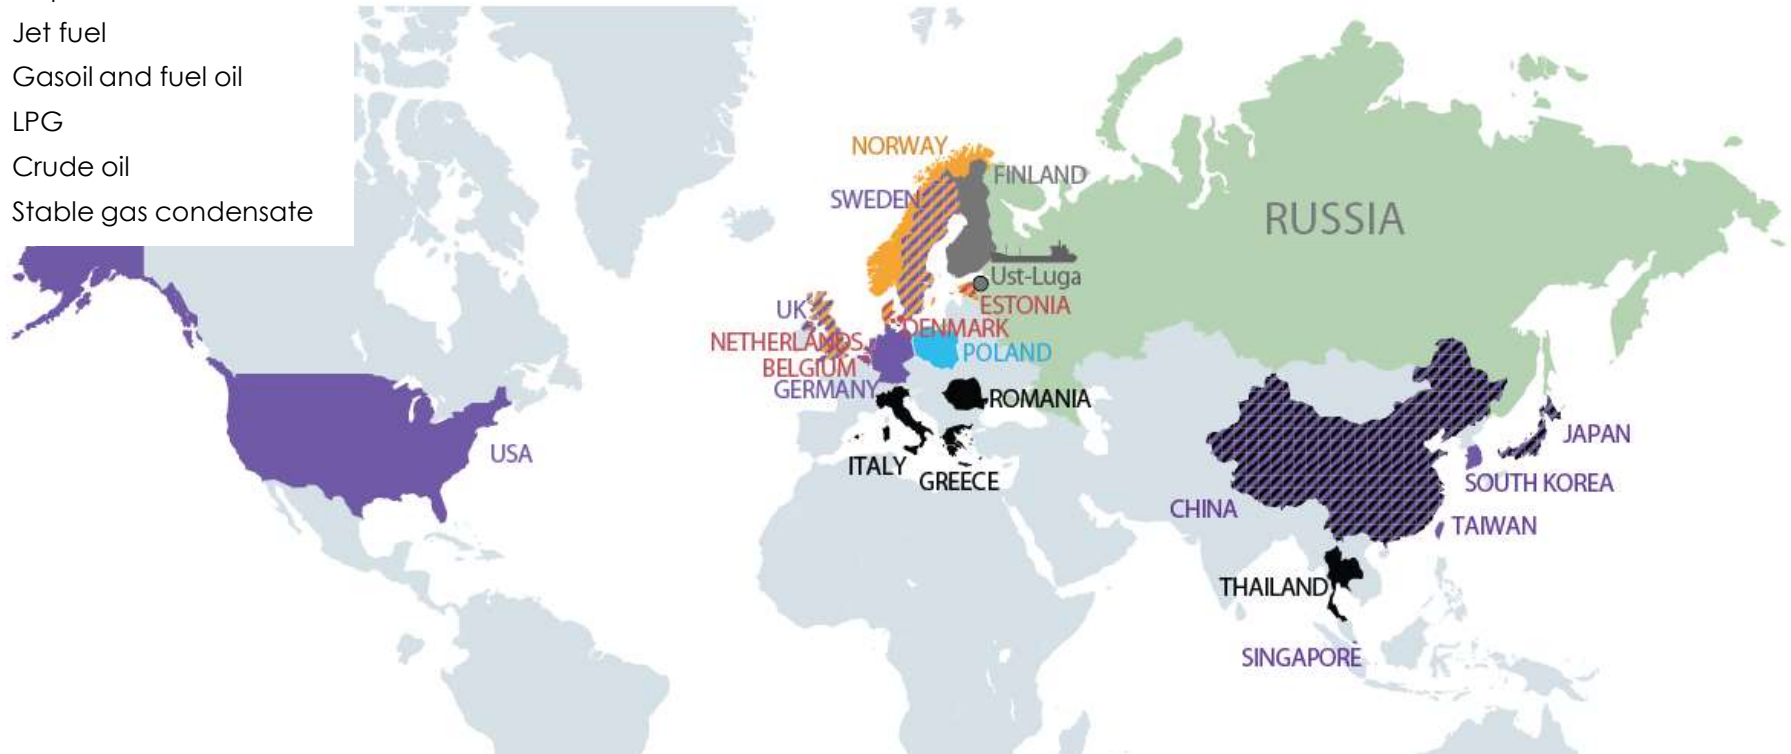 Jet fuel
Gasoil and fuel oil
LPG
Crude oil
Stable gas condensate
NORWAY
FINLAND
SWEDEN
RUSSIA
Ust-Luga
UK
ESTONIA
DENMARK
NETHERLANDS
POLAND
BELGIUM
GERMANY
ROMANIA
ITALY
GREECE
USA
JAPAN
SOUTH KOREA
CHINA
TAIWAN
THAILAND
SINGAPORE